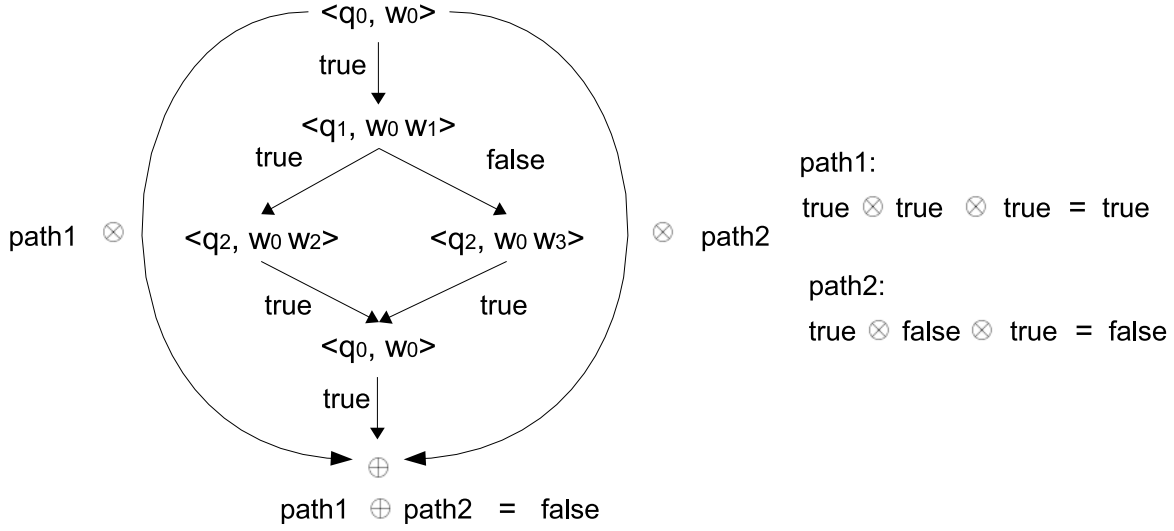 <q0, w0>
true
<q1, w0 w1>
true false
path1 ⊗ <q2, w0 w2> <q2, w0 w3> ⊗ path2
true true
<q0, w0>
true
⊕
path1 ⊕ path2 = false
path1:
true ⊗ true ⊗ true = true
path2:
true ⊗ false ⊗ true = false